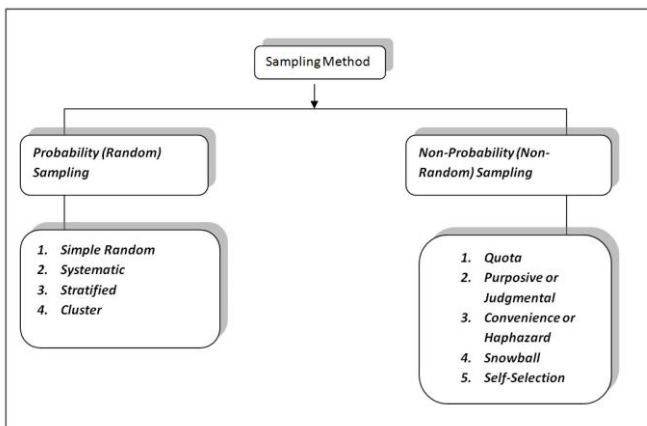 Sampling Method
Probability (Random)
Sampling
Non-Probability (Non-
Random) Sampling
1. Simple Random
2. Systematic
3. Stratified
4. Cluster
1. Quota
2. Purposive or
Judgmental
3. Convenience or
Haphazard
4. Snowball
5. Self-Selection